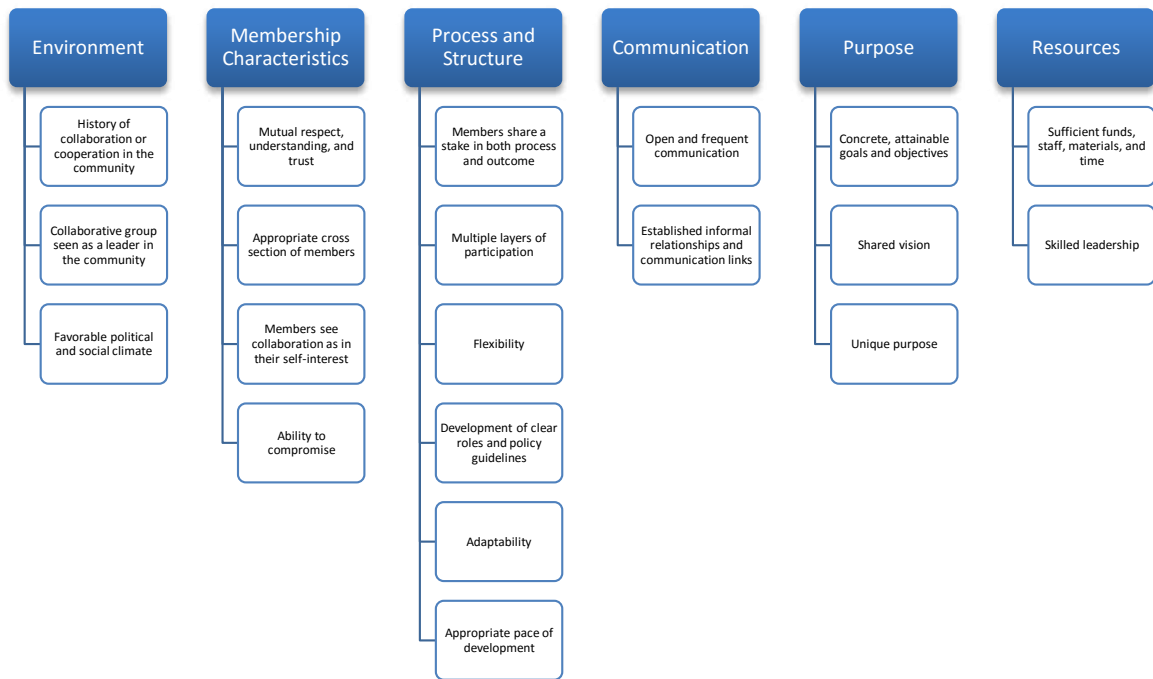 Environment
History of
collaboration or
cooperation in the
community
Collaborative group
seen as a leader in
the community
Favorable political
and social climate
Membership
Characteristics
Mutual respect,
understanding, and
trust
Appropriate cross
section of members
Members see
collaboration as in
their self-interest
Ability to
compromise
Process and
Structure
Members share a
stake in both process
and outcome
Multiple layers of
participation
Flexibility
Development of clear
roles and policy
guidelines
Adaptability
Appropriate pace of
development
Communication
Open and frequent
communication
Established informal
relationships and
communication links
Purpose
Concrete, attainable
goals and objectives
Shared vision
Unique purpose
Resources
Sufficient funds,
staff, materials, and
time
Skilled leadership